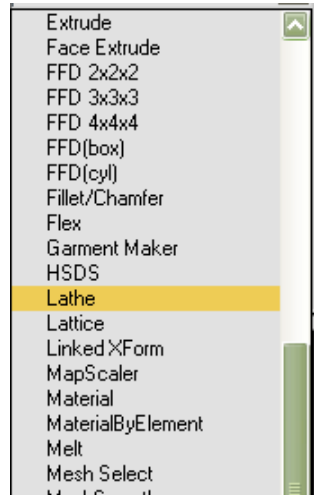 Extrude
Face Extrude
FFD 2x2x2
FFD 3x3x3
FFD 4x4x4
FFD(box)
FFD(cyl)
Fillet/Chamfer
Flex
Garment Maker
HSDS
Lathe
Lattice
Linked XForm
MapScaler
Material
MaterialByElement
Melt
Mesh Select